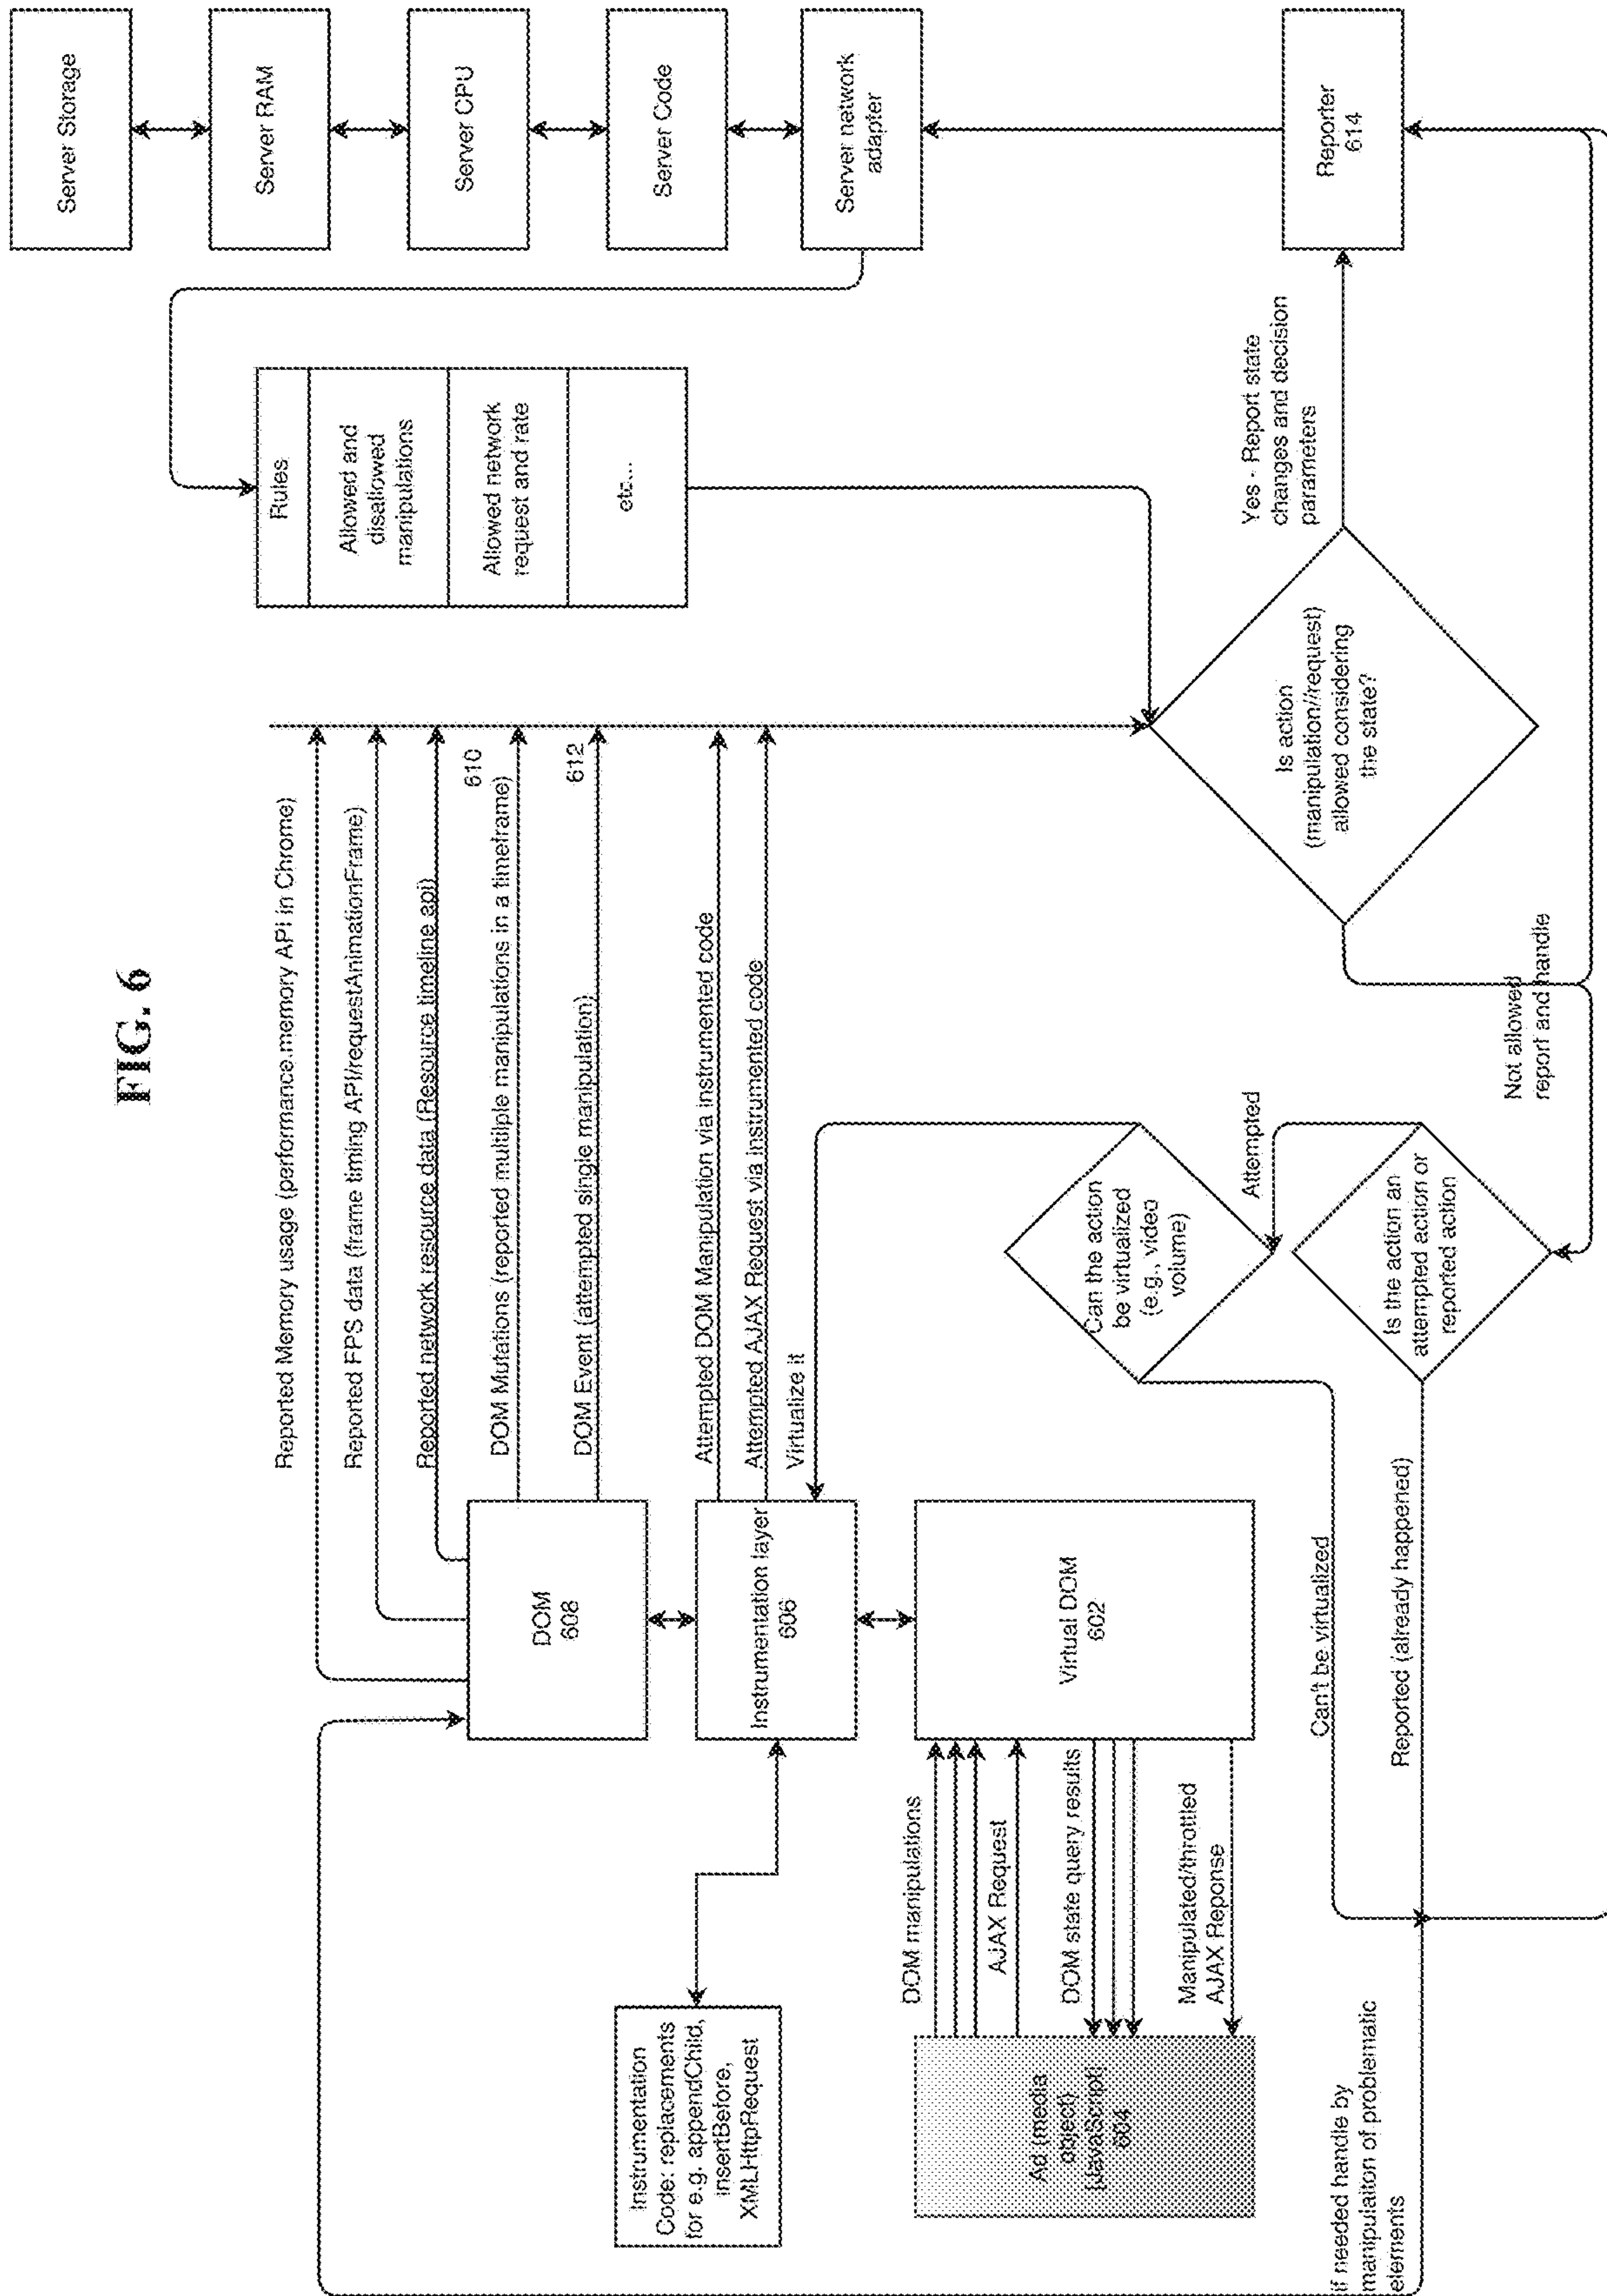 FIG. 6
Server Storage
Server RAM
Server CPU
Server Code
Server network
adapter
Reporter
614
Rules
Allowed and
disallowed
manipulations
Allowed network
request and rate
etc...
Yes - Report state
changes and decision
parameters
Is action
(manipulation//request)
allowed considering
the state?
Not allowed
report and handle
Reported Memory usage (performance.memory API in Chrome)
Reported FPS data (frame timing API/requestAnimationFrame)
Reported network resource data (Resource timeline api)
610
DOM Mutations (reported multilple manipulations in a timeframe)
612
DOM Event (attempted single manipulation)
Attempted DOM Manipulation via instrumented code
Attempted AJAX Request via instrumented code
Virtualize it
Can the action
be virtualized
(e.g., video
volume)
Attempted
Is the action an
attempted action or
reported action
DOM
608
Instrumentation layer
606
Virtual DOM
602
Can't be virtualized
Reported (already happened)
Instrumentation
Code: replacements
for e.g. appendChild,
insertBefore,
XMLHttpRequest
DOM manipulations
AJAX Request
DOM state query results
Manipulated/throttled
AJAX Reponse
Ad (media
object)
[JavaScript]
604
if needed handle by
manipulaiton of problematic
elements